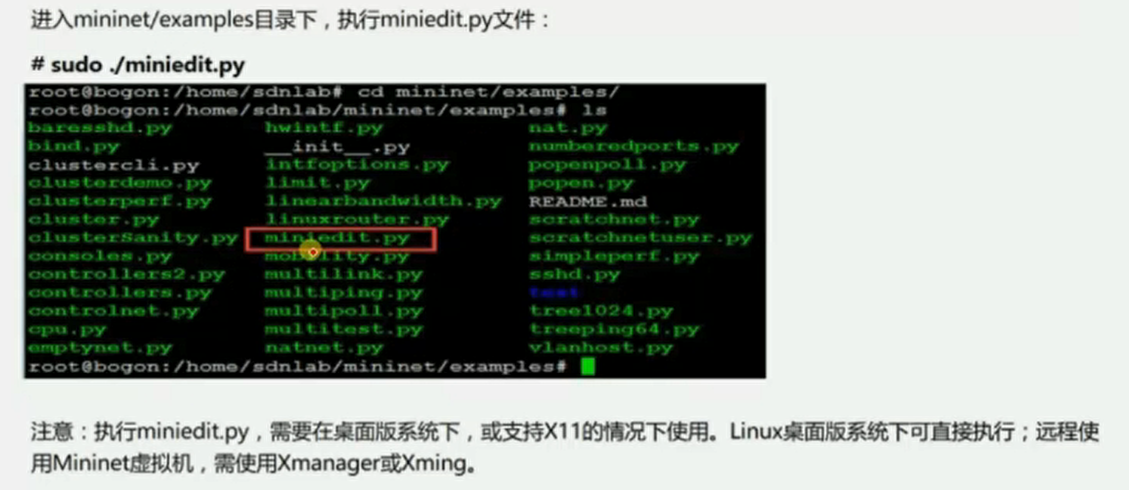 进入mininet/examples目录下，执行miniedit.py文件：
# sudo ./miniedit.py
root@bogon:/home/sdnlab# cd mininet/examples/
root@bogon:/home/sdnlab/mininet/examples# ls
baresshd.py hwintf.py nat.py
bind.py __init__.py numberedports.py
clustercli.py intfoptions.py popenpoll.py
clusterdemo.py limit.py popen.py
clusterperf.py linearbandwidth.py README.md
cluster.py linuxrouter.py scratchnet.py
clusterSanity.py miniedit.py scratchnetuser.py
consoles.py mobility.py simpleperf.py
controllers2.py multilink.py sshd.py
controllers.py multiping.py test
controlnet.py multipoll.py tree1024.py
cpu.py multitest.py treeping64.py
emptynet.py natnet.py vlanhost.py
root@bogon:/home/sdnlab/mininet/examples#
注意：执行miniedit.py，需要在桌面版系统下，或支持X11的情况下使用。Linux桌面版系统下可直接执行；远程使
用Mininet虚拟机，需使用Xmanager或Xming。